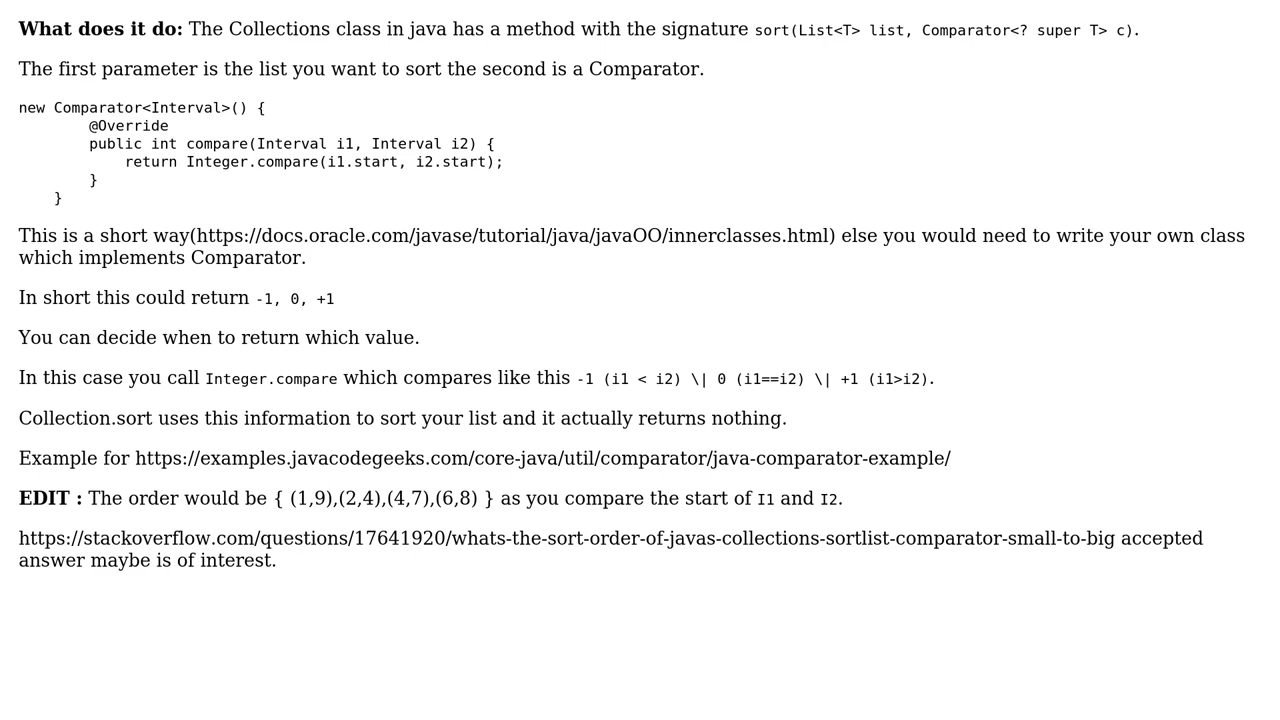 What does it do: The Collections class in java has a method with the signature sort(List<T> list, Comparator<? super T> c).
The first parameter is the list you want to sort the second is a Comparator.
new Comparator<Interval>() {
        @Override
        public int compare(Interval i1, Interval i2) {
            return Integer.compare(i1.start, i2.start);
        }
    }
This is a short way(https://docs.oracle.com/javase/tutorial/java/javaOO/innerclasses.html) else you would need to write your own class
which implements Comparator.
In short this could return -1, 0, +1
You can decide when to return which value.
In this case you call Integer.compare which compares like this -1 (i1 < i2) \| 0 (i1==i2) \| +1 (i1>i2).
Collection.sort uses this information to sort your list and it actually returns nothing.
Example for https://examples.javacodegeeks.com/core-java/util/comparator/java-comparator-example/
EDIT : The order would be { (1,9),(2,4),(4,7),(6,8) } as you compare the start of I1 and I2.
https://stackoverflow.com/questions/17641920/whats-the-sort-order-of-javas-collections-sortlist-comparator-small-to-big accepted
answer maybe is of interest.